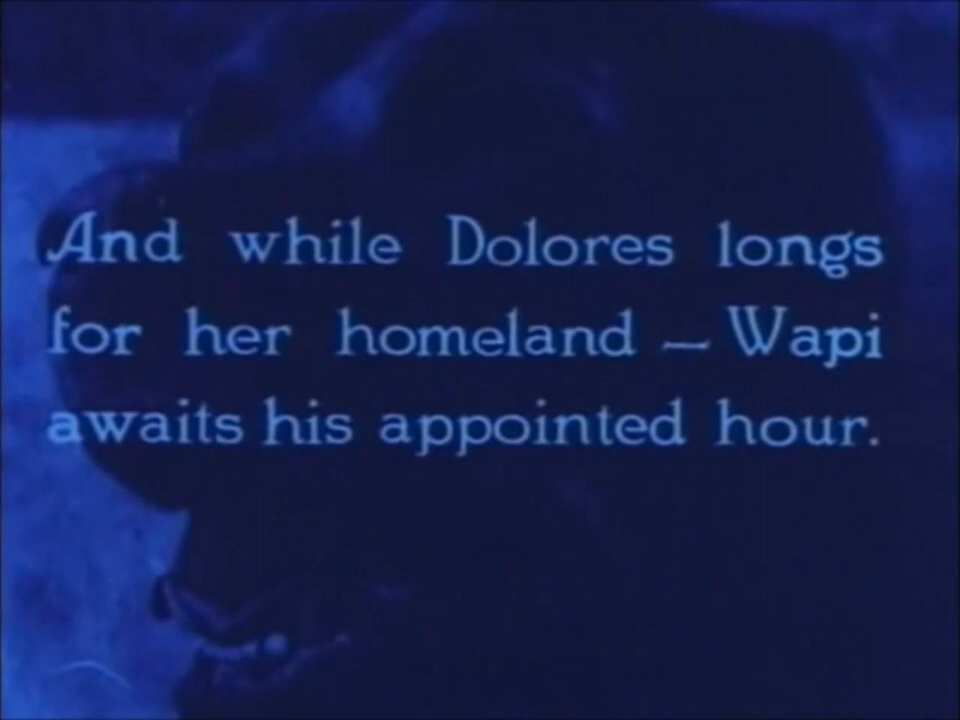 And while Dolores longs
for her homeland — Wapi
awaits his appointed hour.